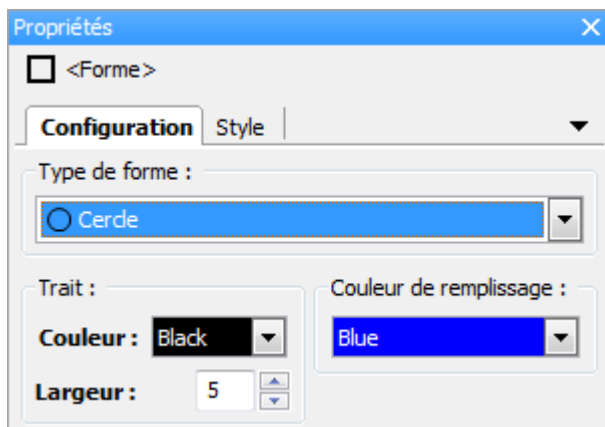 Propriétés
<Forme>
Configuration Style
Type de forme :
Cercle
Trait :
Couleur de remplissage :
Couleur : Black
Blue
Largeur : 5